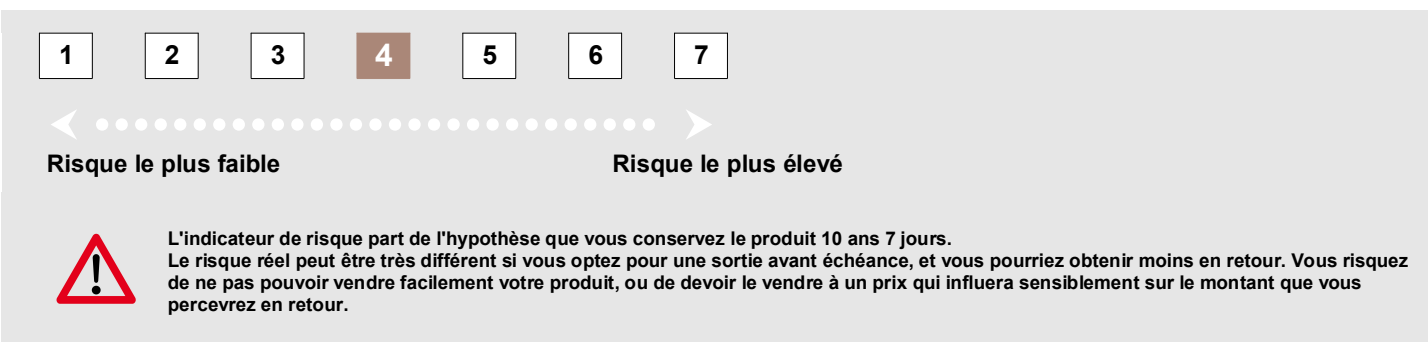 1 2 3 4 5 6 7
Risque le plus faible Risque le plus élevé
L'indicateur de risque part de l'hypothèse que vous conservez le produit 10 ans 7 jours.
Le risque réel peut être très différent si vous optez pour une sortie avant échéance, et vous pourriez obtenir moins en retour. Vous risquez
de ne pas pouvoir vendre facilement votre produit, ou de devoir le vendre à un prix qui influera sensiblement sur le montant que vous
percevrez en retour.